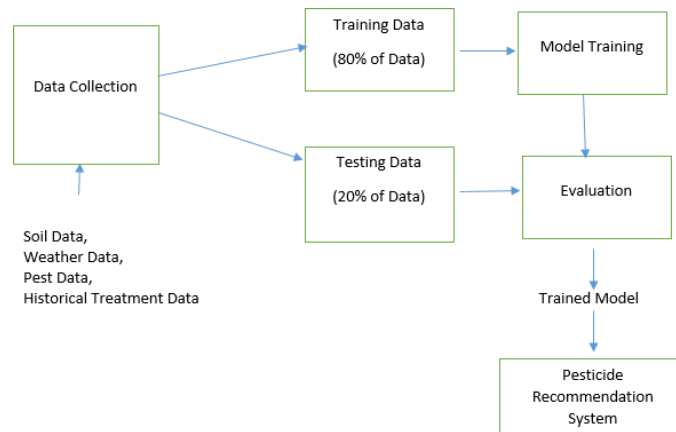 Data Collection
Soil Data,
Weather Data,
Pest Data,
Historical Treatment Data
Training Data
(80% of Data)
Testing Data
(20% of Data)
Model Training
Evaluation
Trained Model
Pesticide
Recommendation
System